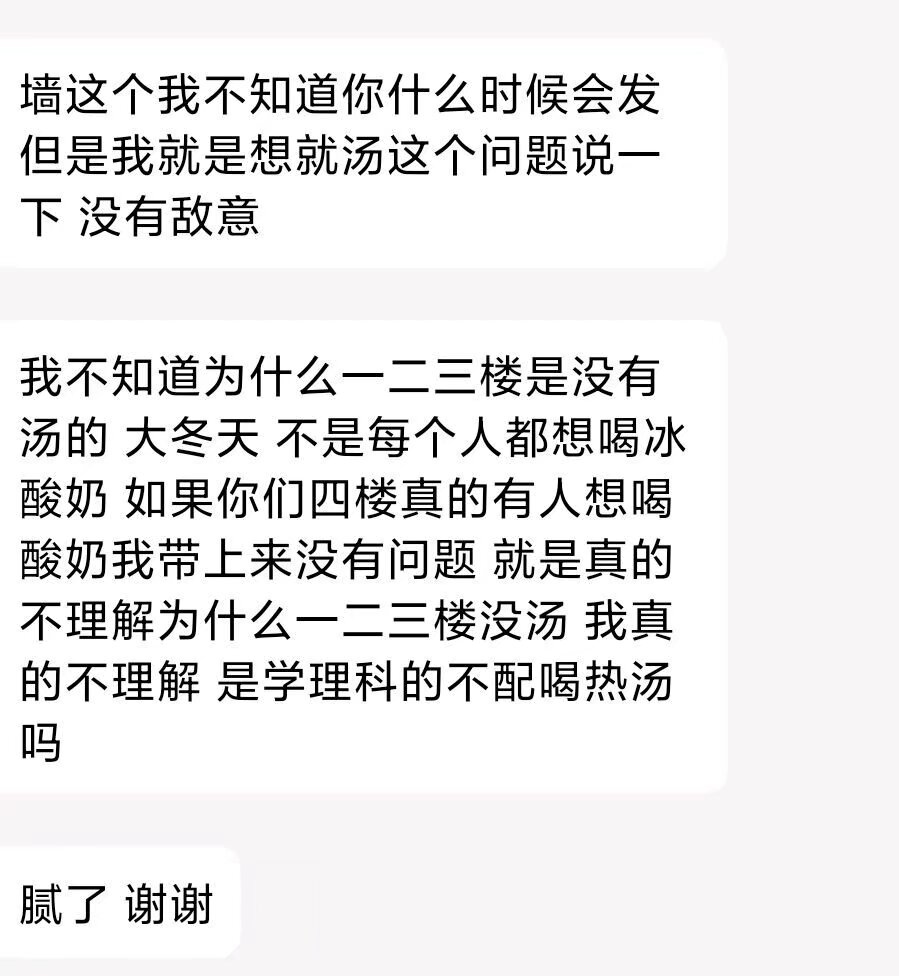 墙这个我不知道你什么时候会发
但是我就是想就汤这个问题说一
下 没有敌意
我不知道为什么一二三楼是没有
汤的 大冬天 不是每个人都想喝冰
酸奶 如果你们四楼真的有人想喝
酸奶我带上来没有问题 就是真的
不理解为什么一二三楼没汤 我真
的不理解 是学理科的不配喝热汤
吗
腻了 谢谢